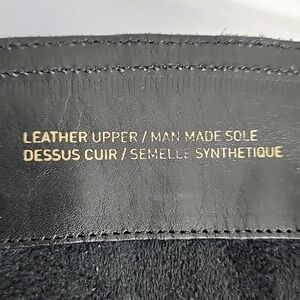 LEATHER UPPER / MAN MADE SOLE
DESSUS CUIR / SEMELLE SYNTHETIQUE